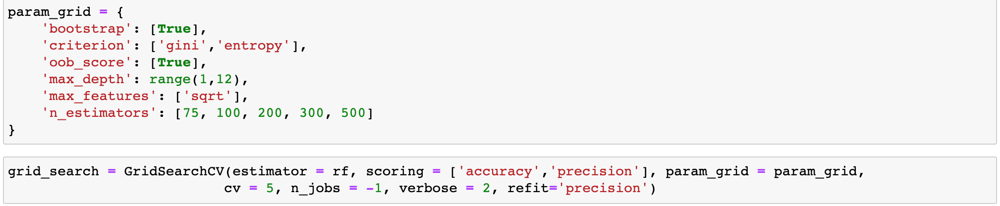 param_grid = {
    'bootstrap': [True],
    'criterion': ['gini','entropy'],
    'oob_score': [True],
    'max_depth': range(1,12),
    'max_features': ['sqrt'],
    'n_estimators': [75, 100, 200, 300, 500]
}
grid_search = GridSearchCV(estimator = rf, scoring = ['accuracy','precision'], param_grid = param_grid,
                          cv = 5, n_jobs = -1, verbose = 2, refit='precision')